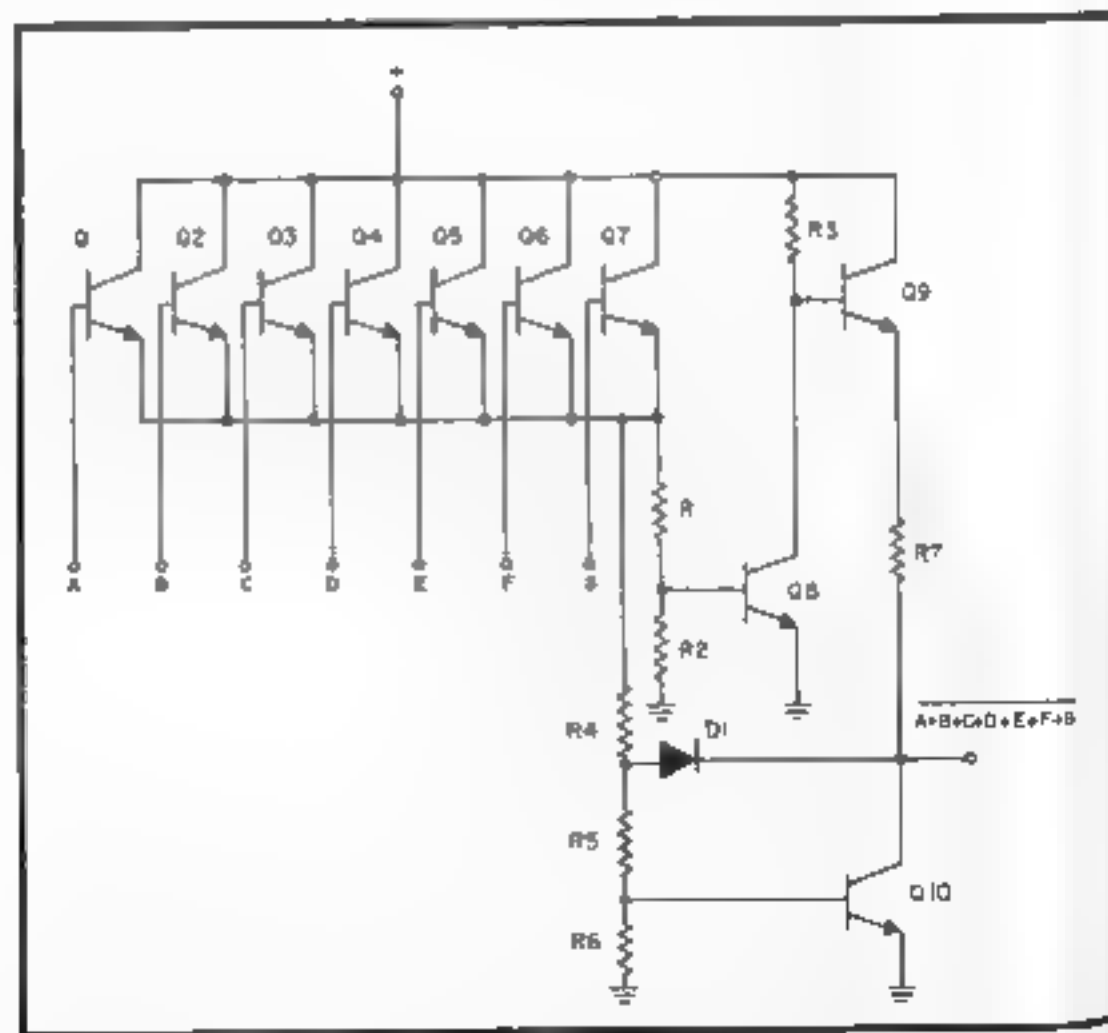 +
Q Q2 Q3 Q4 Q5 Q6 Q7
R3
Q9
R
R7
A B C D E F G
Q8
R2
R4
D1
A+B+C+D+E+F+G
R5
Q10
R6